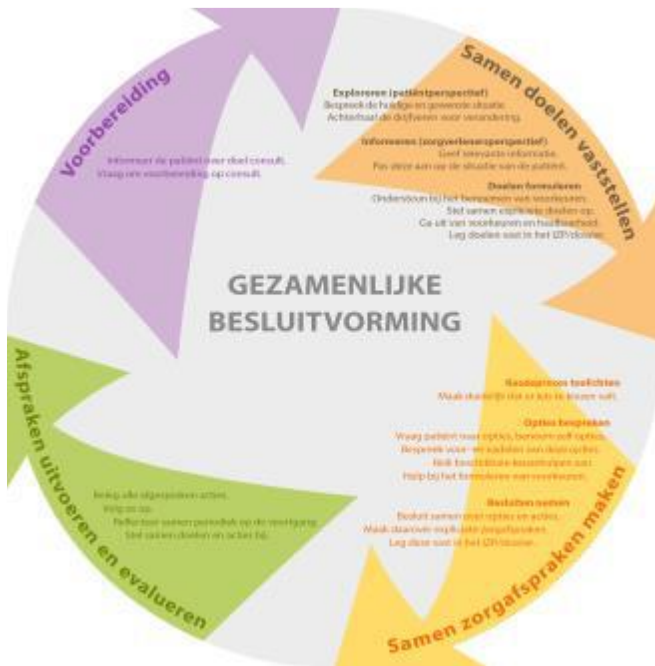 Voorbereiding
Informeer de patiënt over doel consult.
Vraag om voorbereiding op consult.
Samen doelen vaststellen
Exploreren (patiëntperspectief)
Bespreek de huidige en gewenste situatie.
Achterhaal de drijfveren voor verandering.
Informeren (zorgverlenersperspectief)
Geef relevante informatie.
Pas deze aan op de situatie van de patiënt.
Doelen formuleren
Ondersteun bij het benoemen van voorkeuren.
Stel samen expliciete doelen op.
Ga uit van voorkeuren en haalbaarheid.
Leg doelen vast in het IZP/dossier.
GEZAMENLIJKE
BESLUITVORMING
Samen zorgafspraken maken
Keuzeproces toelichten
Maak duidelijk dat er iets te kiezen valt.
Opties bespreken
Vraag patiënt naar opties, benoem zelf opties.
Bespreek voor- en nadelen van deze opties.
Reik beschikbare keuzehulpen aan.
Help bij het formuleren van voorkeuren.
Besluiten nemen
Besluit samen over opties en acties.
Maak daarover expliciete zorgafspraken.
Leg deze vast in het IZP/dossier.
Afspraken uitvoeren en evalueren
alle afgesproken acties.
Volg ze op.
Reflecteer samen periodiek op de voortgang.
Stel samen doelen en acties bij.